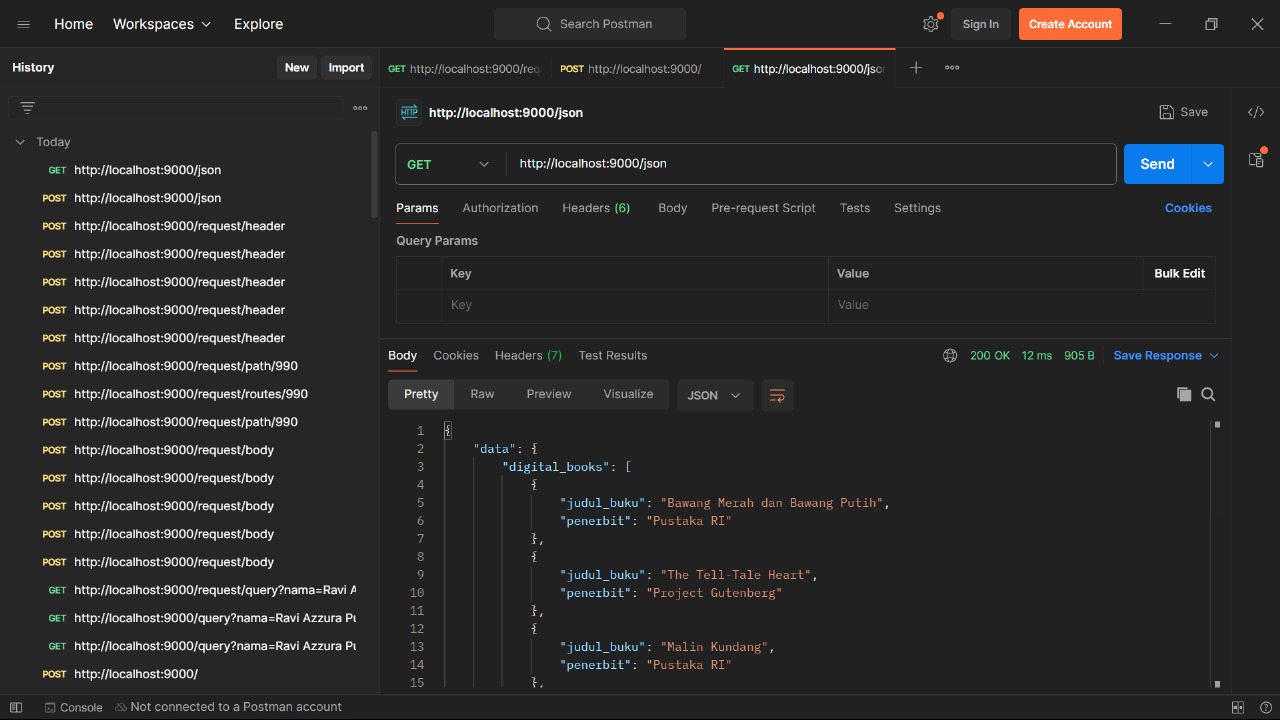 Home Workspaces Explore Search Postman Sign In Create Account
History New Import
GET http://localhost:9000/req POST http://localhost:9000/ GET http://localhost:9000/jso
HTTP http://localhost:9000/json Save
GET http://localhost:9000/json Send
Params Authorization Headers (6) Body Pre-request Script Tests Settings Cookies
Query Params
Key Value Bulk Edit
Key Value
Today
GET http://localhost:9000/json
POST http://localhost:9000/json
POST http://localhost:9000/request/header
POST http://localhost:9000/request/header
POST http://localhost:9000/request/header
POST http://localhost:9000/request/header
POST http://localhost:9000/request/header
POST http://localhost:9000/request/path/990
POST http://localhost:9000/request/routes/990
POST http://localhost:9000/request/path/990
POST http://localhost:9000/request/body
POST http://localhost:9000/request/body
POST http://localhost:9000/request/body
POST http://localhost:9000/request/body
POST http://localhost:9000/request/body
GET http://localhost:9000/request/query?nama=Ravi A
GET http://localhost:9000/query?nama=Ravi Azzura Pu
GET http://localhost:9000/query?nama=Ravi Azzura Pu
POST http://localhost:9000/
Body Cookies Headers (7) Test Results 200 OK 12 ms 905 B Save Response
Pretty Raw Preview Visualize JSON
1 {
2 "data": {
3 "digital_books": [
4 {
5 "judul_buku": "Bawang Merah dan Bawang Putih",
6 "penerbit": "Pustaka RI"
7 },
8 {
9 "judul_buku": "The Tell-Tale Heart",
10 "penerbit": "Project Gutenberg"
11 },
12 {
13 "judul_buku": "Malin Kundang",
14 "penerbit": "Pustaka RI"
15 },
Console Not connected to a Postman account